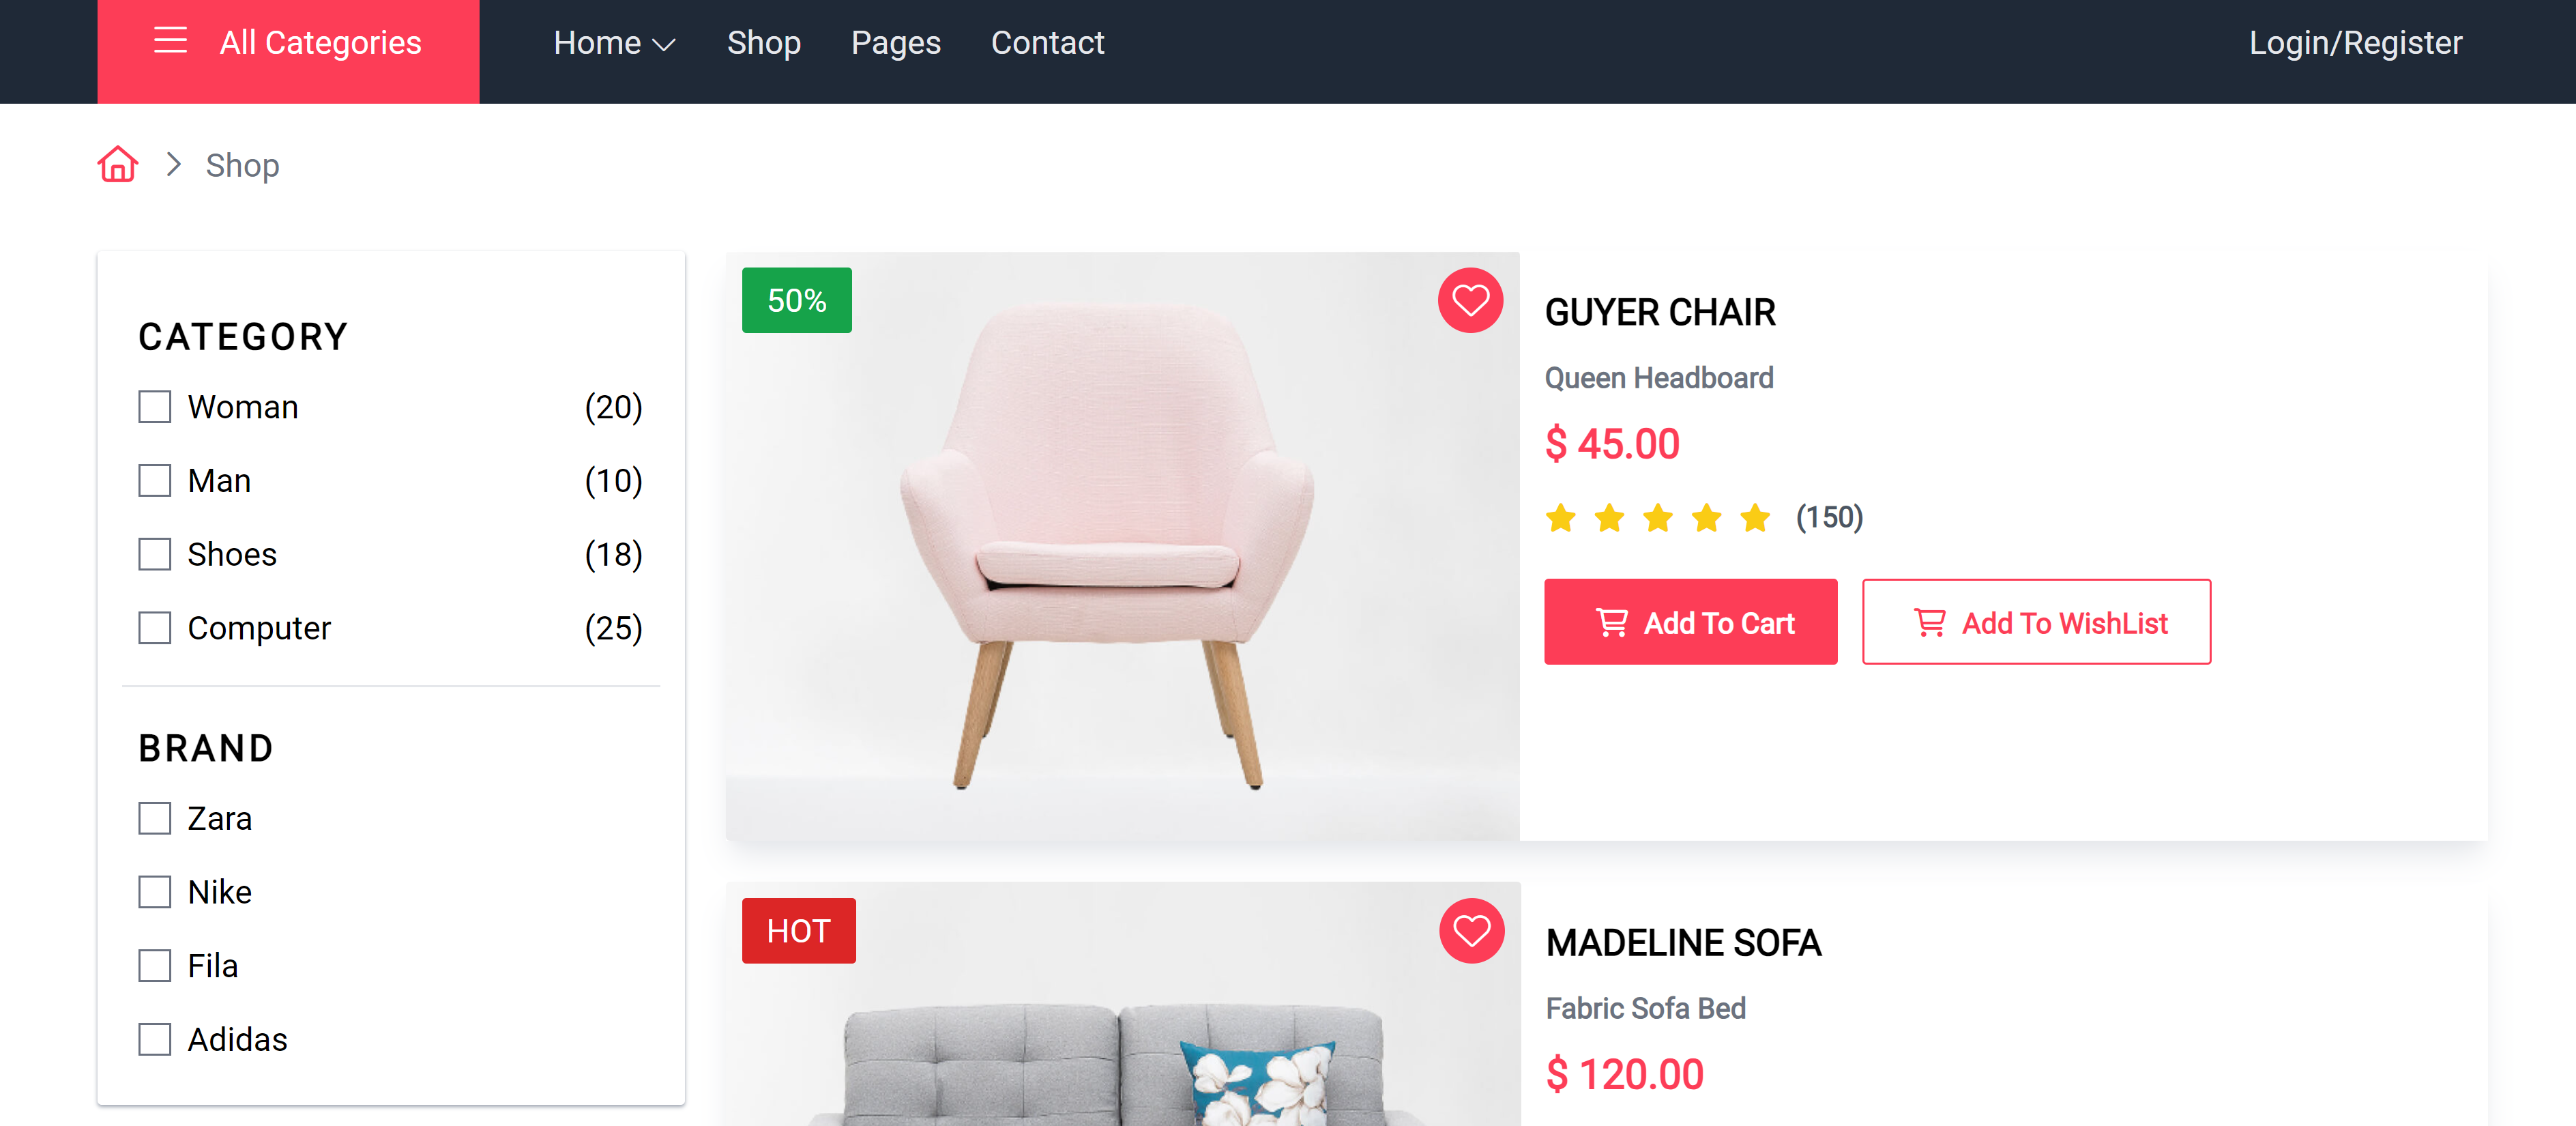 All Categories
Home
Shop
Pages
Contact
Login/Register
Shop
CATEGORY
Woman (20)
Man (10)
Shoes (18)
Computer (25)
BRAND
Zara
Nike
Fila
Adidas
50%
GUYER CHAIR
Queen Headboard
$ 45.00
(150)
Add To Cart
Add To WishList
HOT
MADELINE SOFA
Fabric Sofa Bed
$ 120.00